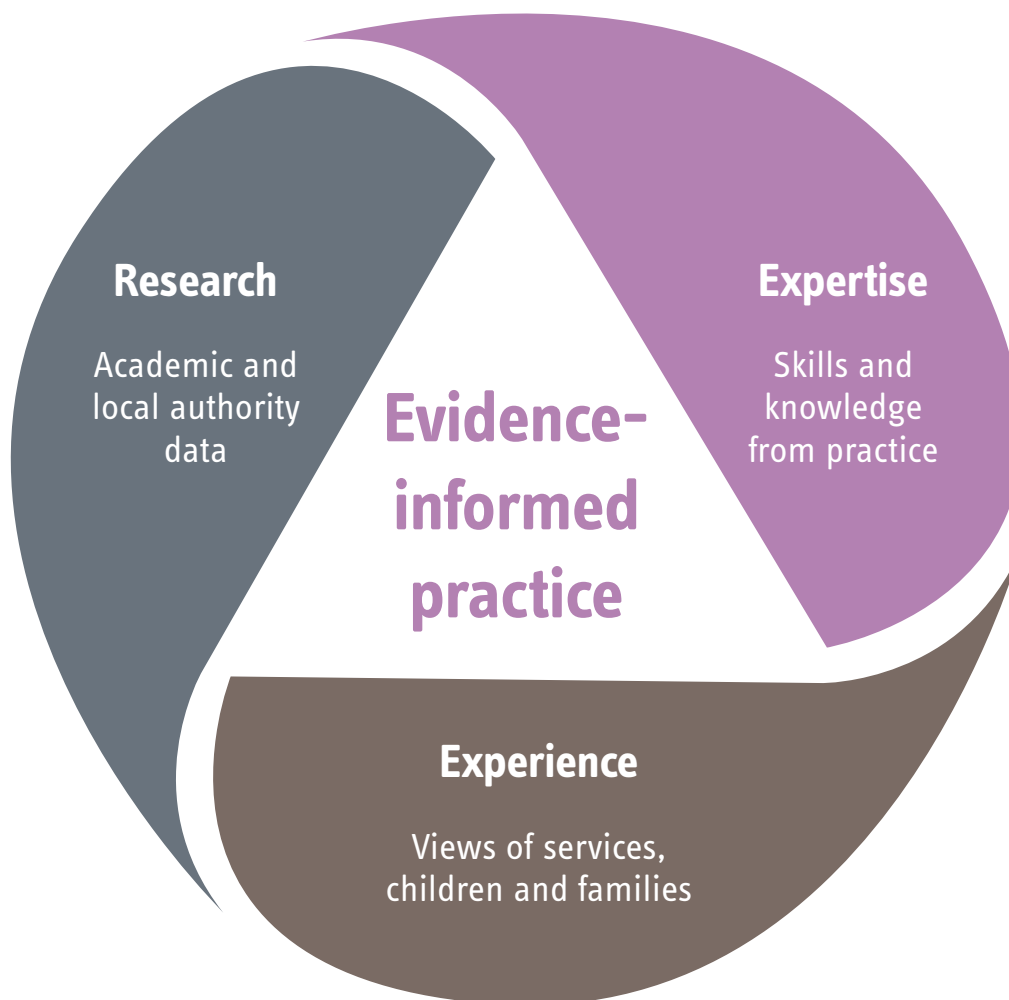 Research
Academic and
local authority
data
Expertise
Skills and
knowledge
from practice
Evidence-
informed
practice
Experience
Views of services,
children and families